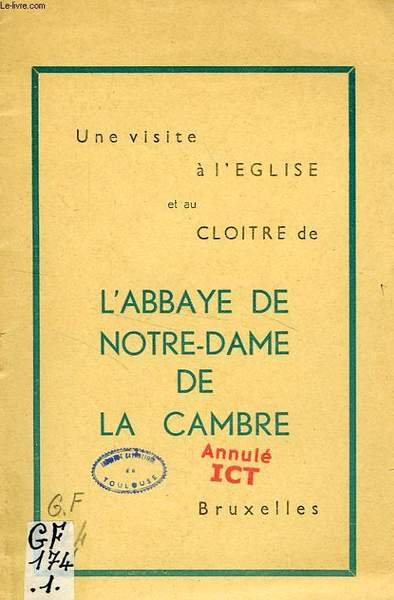 Le-livre.com
Une visite
à l'EGLISE
et au
CLOITRE de
L'ABBAYE DE
NOTRE-DAME
DE
LA CAMBRE
Annulé
ICT
de
TOULOUSE
Bruxelles
G.F
GF
174
.1.